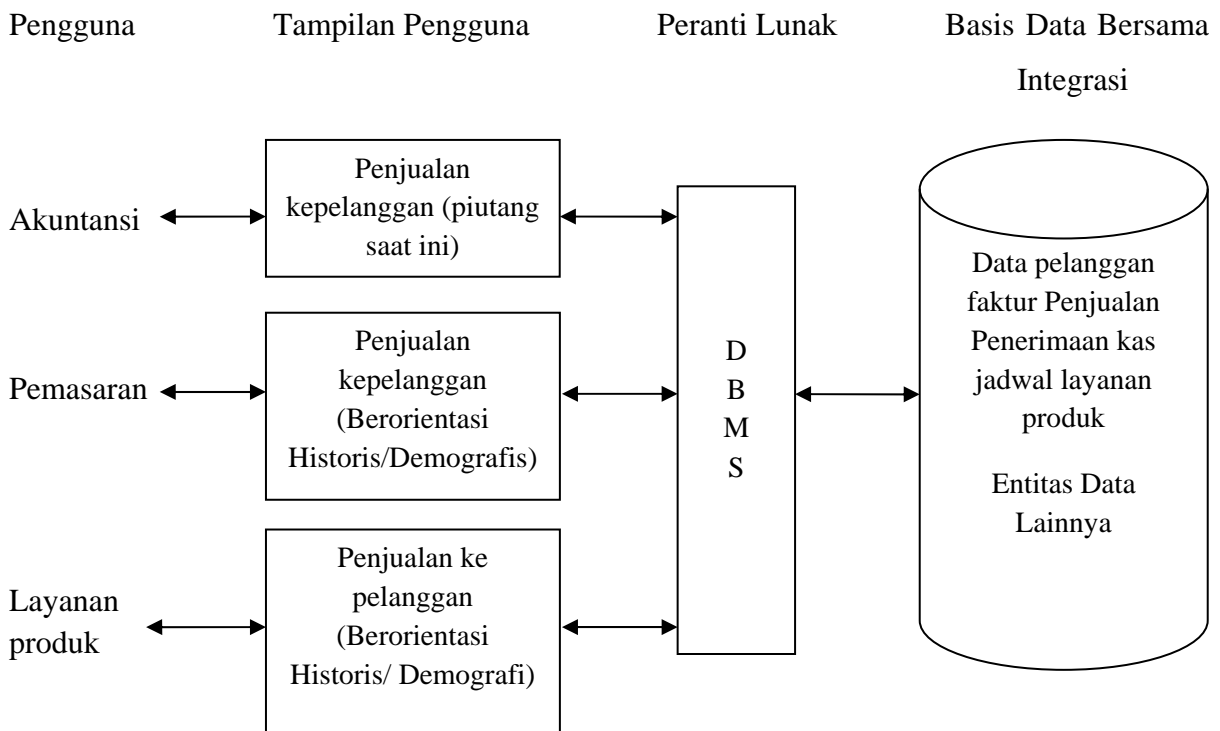 Pengguna
Tampilan Pengguna
Peranti Lunak
Basis Data Bersama
Integrasi
Akuntansi
Penjualan
kepelanggan (piutang
saat ini)
Pemasaran
Penjualan
kepelanggan
(Berorientasi
Historis/Demografis)
Layanan
produk
Penjualan ke
pelanggan
(Berorientasi
Historis/ Demografi)
D
B
M
S
Data pelanggan
faktur Penjualan
Penerimaan kas
jadwal layanan
produk
Entitas Data
Lainnya